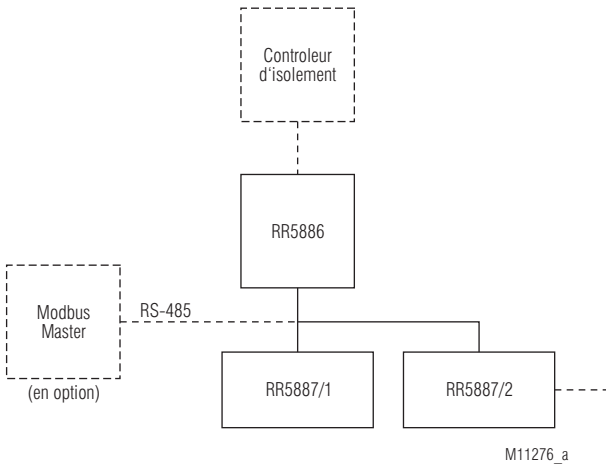 Controleur
d'isolement
RR5886
Modbus
Master
RS-485
(en option)
RR5887/1
RR5887/2
M11276_a